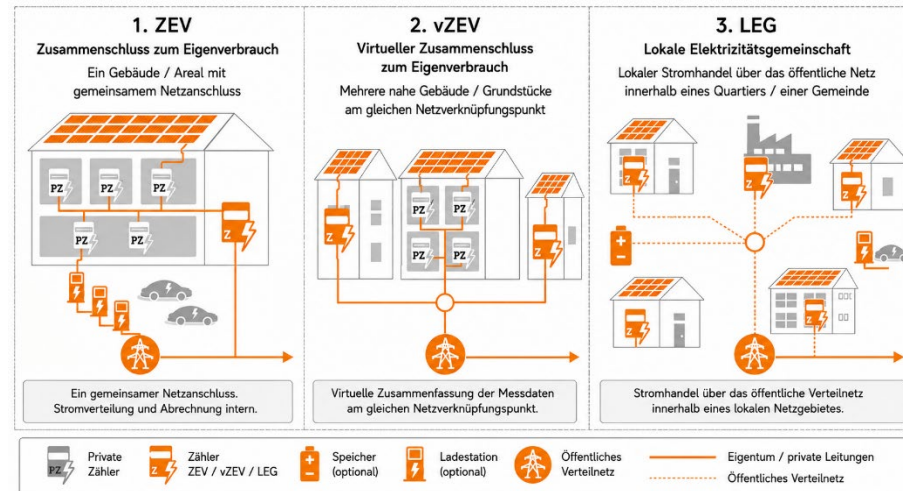 1. ZEV
Zusammenschluss zum Eigenverbrauch
Ein Gebäude / Areal mit
gemeinsamem Netzanschluss
PZ
PZ
PZ
PZ
PZ
Z
Ein gemeinsamer Netzanschluss.
Stromverteilung und Abrechnung intern.
2. vZEV
Virtueller Zusammenschluss
zum Eigenverbrauch
Mehrere nahe Gebäude / Grundstücke
am gleichen Netzverknüpfungspunkt
Z
PZ
PZ
PZ
PZ
Z
Virtuelle Zusammenfassung der Messdaten
am gleichen Netzverknüpfungspunkt.
3. LEG
Lokale Elektrizitätsgemeinschaft
Lokaler Stromhandel über das öffentliche Netz
innerhalb eines Quartiers / einer Gemeinde
Z
Z
Z
Z
Z
Stromhandel über das öffentliche Verteilnetz
innerhalb eines lokalen Netzgebietes.
PZ
Private
Zähler
Z
Zähler
ZEV / vZEV / LEG
Speicher
(optional)
Ladestation
(optional)
Öffentliches
Verteilnetz
Eigentum / private Leitungen
Öffentliches Verteilnetz